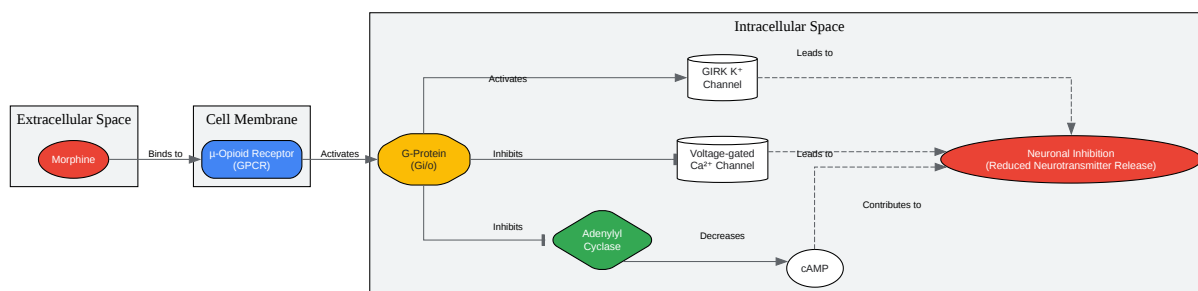 Intracellular Space
Leads to
GIRK K⁺
Channel
Activates
Extracellular Space
Cell Membrane
Morphine
Binds to
μ-Opioid Receptor
(GPCR)
Activates
G-Protein
(Gi/o)
Inhibits
Voltage-gated
Ca²⁺ Channel
Leads to
Neuronal Inhibition
(Reduced Neurotransmitter Release)
Contributes to
Inhibits
Adenylyl
Cyclase
Decreases
cAMP